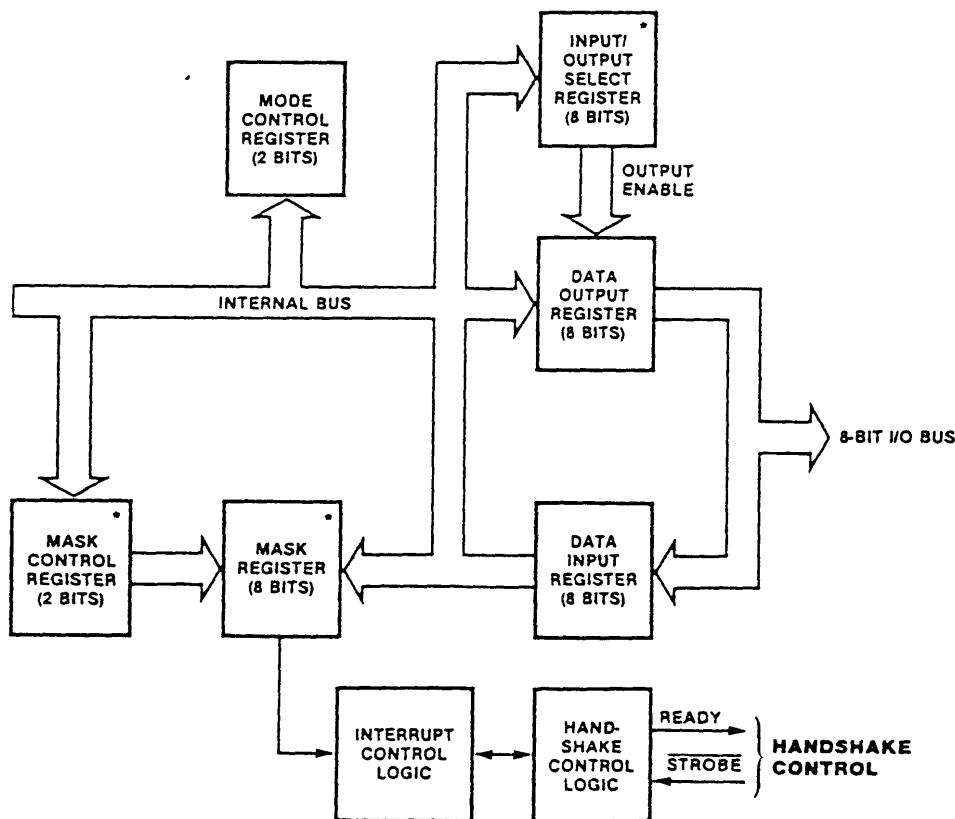 INPUT/ *
OUTPUT
SELECT
REGISTER
(8 BITS)
MODE
CONTROL
REGISTER
(2 BITS)
OUTPUT
ENABLE
INTERNAL BUS
DATA
OUTPUT
REGISTER
(8 BITS)
8-BIT I/O BUS
*
MASK
CONTROL
REGISTER
(2 BITS)
*
MASK
REGISTER
(8 BITS)
DATA
INPUT
REGISTER
(8 BITS)
INTERRUPT
CONTROL
LOGIC
HAND-
SHAKE
CONTROL
LOGIC
READY
STROBE
HANDSHAKE
CONTROL